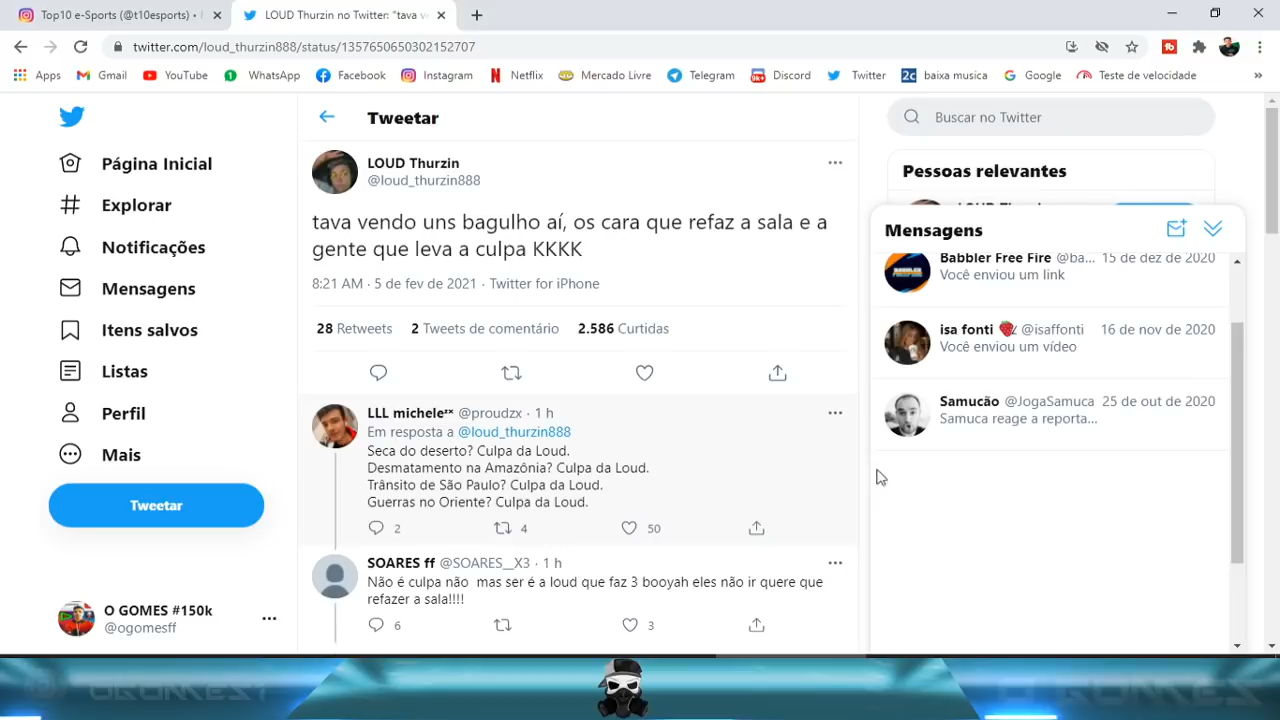 Top10 e-Sports (@t10esports) •
LOUD Thurzin no Twitter: "tava v
twitter.com/loud_thurzin888/status/1357650650302152707
Apps
Gmail
YouTube
WhatsApp
Facebook
Instagram
Netflix
Mercado Livre
Telegram
Discord
Twitter
baixa musica
Google
Teste de velocidade
»
Página Inicial
Explorar
Notificações
Mensagens
Itens salvos
Listas
Perfil
Mais
Tweetar
O GOMES #150k
@ogomesff
Tweetar
LOUD Thurzin
@loud_thurzin888
tava vendo uns bagulho aí, os cara que refaz a sala e a
gente que leva a culpa KKKK
8:21 AM · 5 de fev de 2021 · Twitter for iPhone
28 Retweets 2 Tweets de comentário 2.586 Curtidas
LLL micheleᶻˣ @proudzx · 1 h
Em resposta a @loud_thurzin888
Seca do deserto? Culpa da Loud.
Desmatamento na Amazônia? Culpa da Loud.
Trânsito de São Paulo? Culpa da Loud.
Guerras no Oriente? Culpa da Loud.
2 4 50
SOARES ff @SOARES__X3 · 1 h
Não é culpa não mas ser é a loud que faz 3 booyah eles não ir quere que
refazer a sala!!!!
6 3
Buscar no Twitter
Pessoas relevantes
Mensagens
Babbler Free Fire @ba... 15 de dez de 2020
Você enviou um link
isa fonti 🍓 @isaffonti 16 de nov de 2020
Você enviou um vídeo
Samucão @JogaSamuca 25 de out de 2020
Samuca reage a reporta...